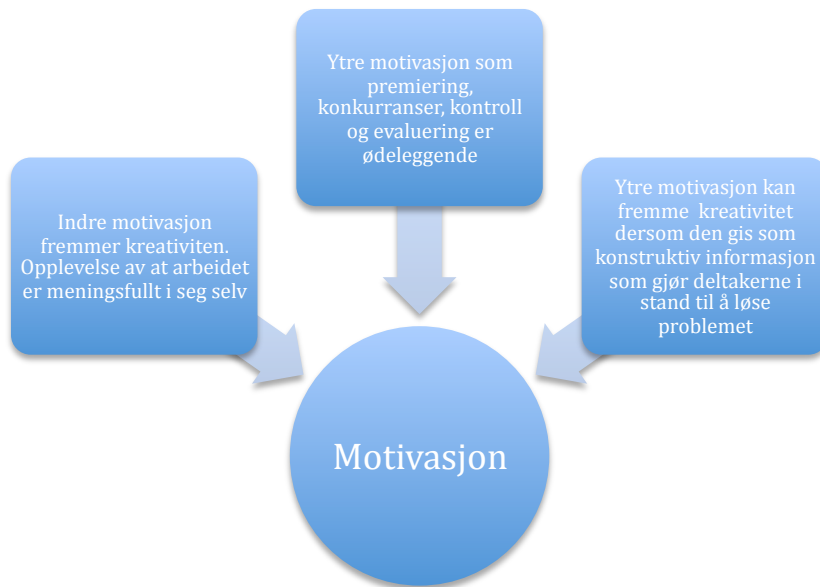 Ytre motivasjon som
premiering,
konkurranser, kontroll
og evaluering er
ødeleggende
Indre motivasjon
fremmer kreativiten.
Opplevelse av at arbeidet
er meningsfullt i seg selv
Ytre motivasjon kan
fremme kreativitet
dersom den gis som
konstruktiv informasjon
som gjør deltakerne i
stand til å løse
problemet
Motivasjon